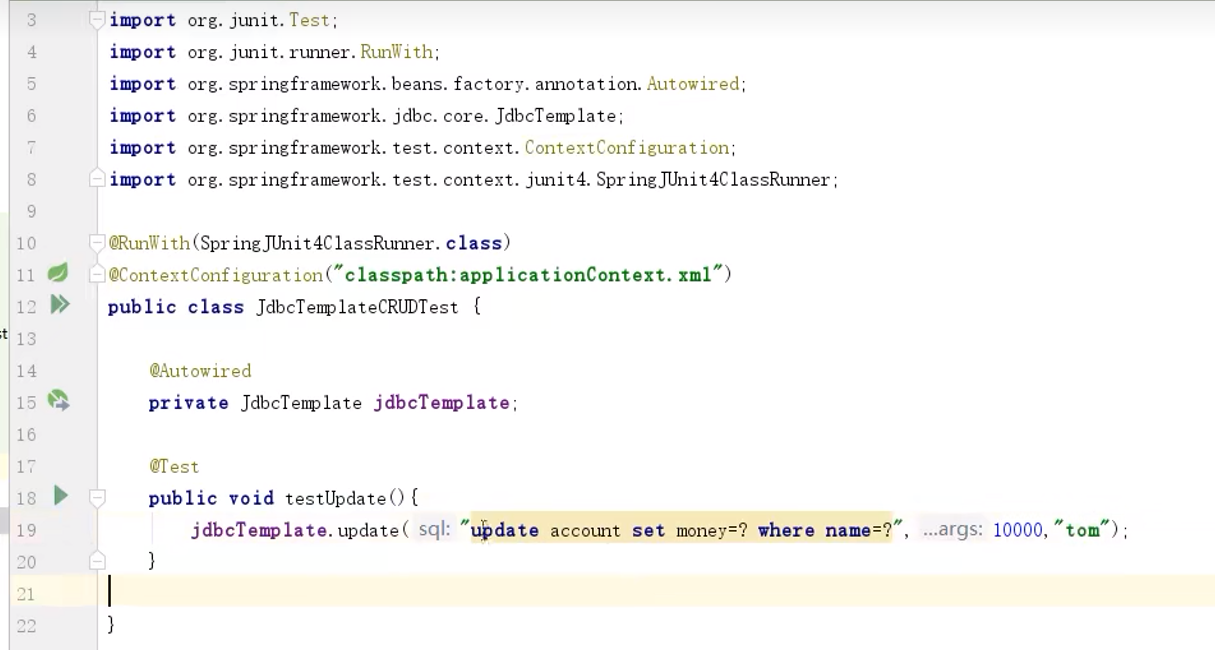 3 import org.junit.Test;
4 import org.junit.runner.RunWith;
5 import org.springframework.beans.factory.annotation.Autowired;
6 import org.springframework.jdbc.core.JdbcTemplate;
7 import org.springframework.test.context.ContextConfiguration;
8 import org.springframework.test.context.junit4.SpringJUnit4ClassRunner;
9
10 @RunWith(SpringJUnit4ClassRunner.class)
11 @ContextConfiguration("classpath:applicationContext.xml")
12 public class JdbcTemplateCRUDTest {
st 13
14 @Autowired
15 private JdbcTemplate jdbcTemplate;
16
17 @Test
18 public void testUpdate(){
19 jdbcTemplate.update( sql: "update account set money=? where name=?", ...args: 10000,"tom");
20 }
21
22 }